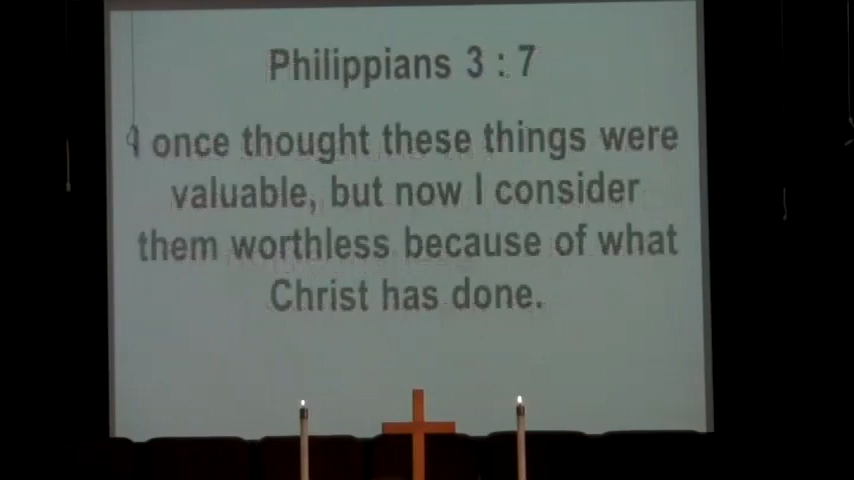 Philippians 3 : 7
I once thought these things were
valuable, but now I consider
them worthless because of what
Christ has done.